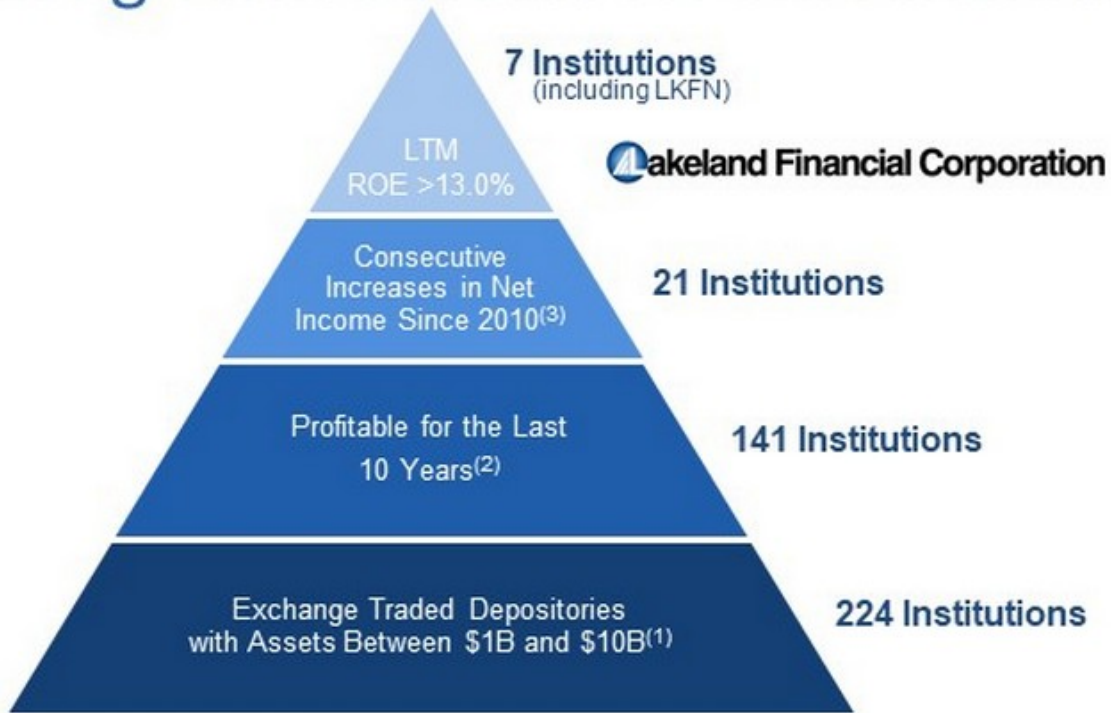 7 Institutions
(including LKFN)
LTM
ROE >13.0%
Lakeland Financial Corporation
Consecutive
Increases in Net
Income Since 2010(3)
21 Institutions
Profitable for the Last
10 Years(2)
141 Institutions
Exchange Traded Depositories
with Assets Between $1B and $10B(1)
224 Institutions